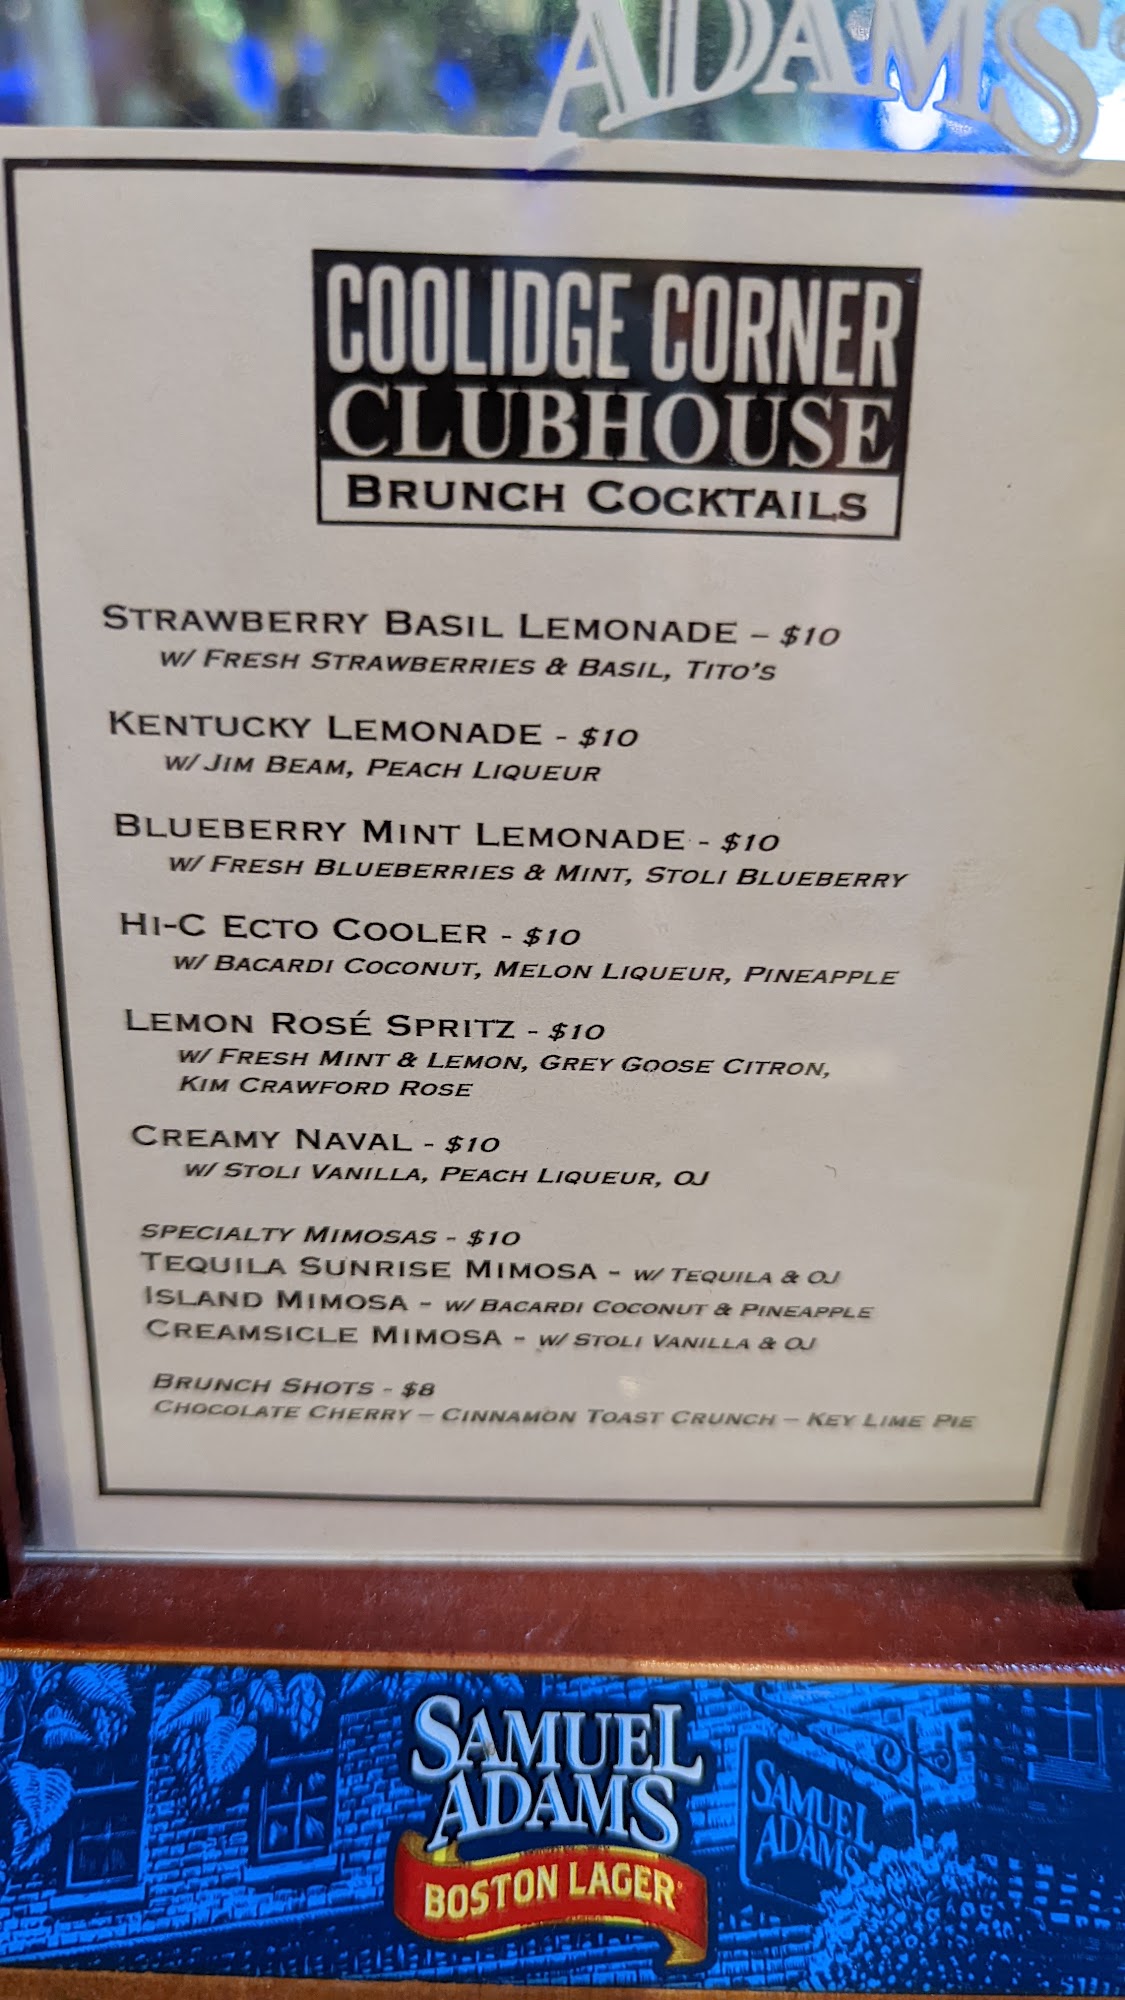 ADAMS
COOLIDGE CORNER
CLUBHOUSE
BRUNCH COCKTAILS
STRAWBERRY BASIL LEMONADE – $10
W/ FRESH STRAWBERRIES & BASIL, TITO'S
KENTUCKY LEMONADE - $10
W/ JIM BEAM, PEACH LIQUEUR
BLUEBERRY MINT LEMONADE - $10
W/ FRESH BLUEBERRIES & MINT, STOLI BLUEBERRY
HI-C ECTO COOLER - $10
W/ BACARDI COCONUT, MELON LIQUEUR, PINEAPPLE
LEMON ROSÉ SPRITZ - $10
W/ FRESH MINT & LEMON, GREY GOOSE CITRON,
KIM CRAWFORD ROSE
CREAMY NAVAL - $10
W/ STOLI VANILLA, PEACH LIQUEUR, OJ
SPECIALTY MIMOSAS - $10
TEQUILA SUNRISE MIMOSA - W/ TEQUILA & OJ
ISLAND MIMOSA - W/ BACARDI COCONUT & PINEAPPLE
CREAMSICLE MIMOSA - W/ STOLI VANILLA & OJ
BRUNCH SHOTS - $8
CHOCOLATE CHERRY – CINNAMON TOAST CRUNCH – KEY LIME PIE
SAMUEL
ADAMS
BOSTON LAGER
SAMUEL
ADAMS